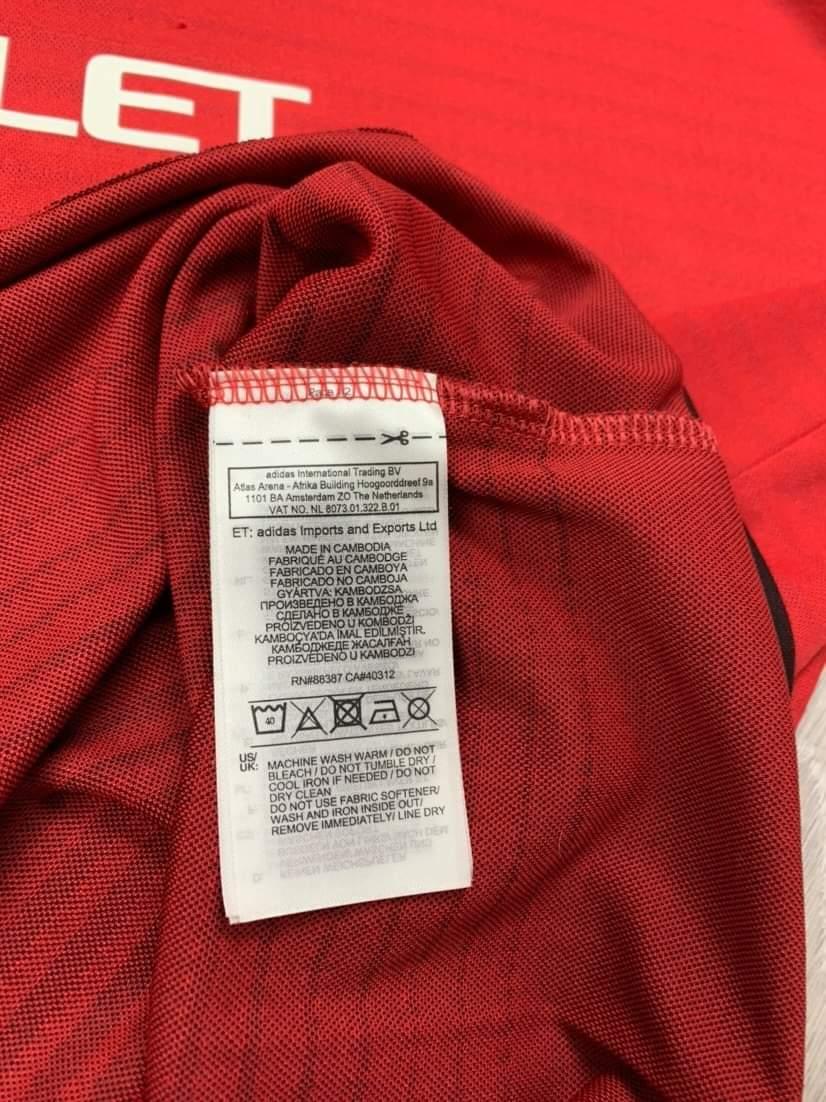 LET
adidas International Trading BV
Atlas Arena - Afrika Building Hoogoorddreef 9a
1101 BA Amsterdam ZO The Netherlands
VAT NO. NL 8073.01.322.B.01
ET: adidas Imports and Exports Ltd
MADE IN CAMBODIA
FABRIQUÉ AU CAMBODGE
FABRICADO EN CAMBOYA
FABRICADO NO CAMBOJA
GYÁRTVA: KAMBODZSA
ПРОИЗВЕДЕНО В КАМБОДЖА
СДЕЛАНО В КАМБОДЖЕ
PROIZVEDENO U KOMBODŽI
KAMBOÇYA'DA İMAL EDİLMİŞTİR.
КАМБОДЖЕДЕ ЖАСАЛҒАН
PROIZVEDENO U KAMBODZI
RN#88387 CA#40312
40
US/
UK: MACHINE WASH WARM / DO NOT
BLEACH / DO NOT TUMBLE DRY /
COOL IRON IF NEEDED / DO NOT
DRY CLEAN
DO NOT USE FABRIC SOFTENER/
WASH AND IRON INSIDE OUT/
REMOVE IMMEDIATELY/ LINE DRY